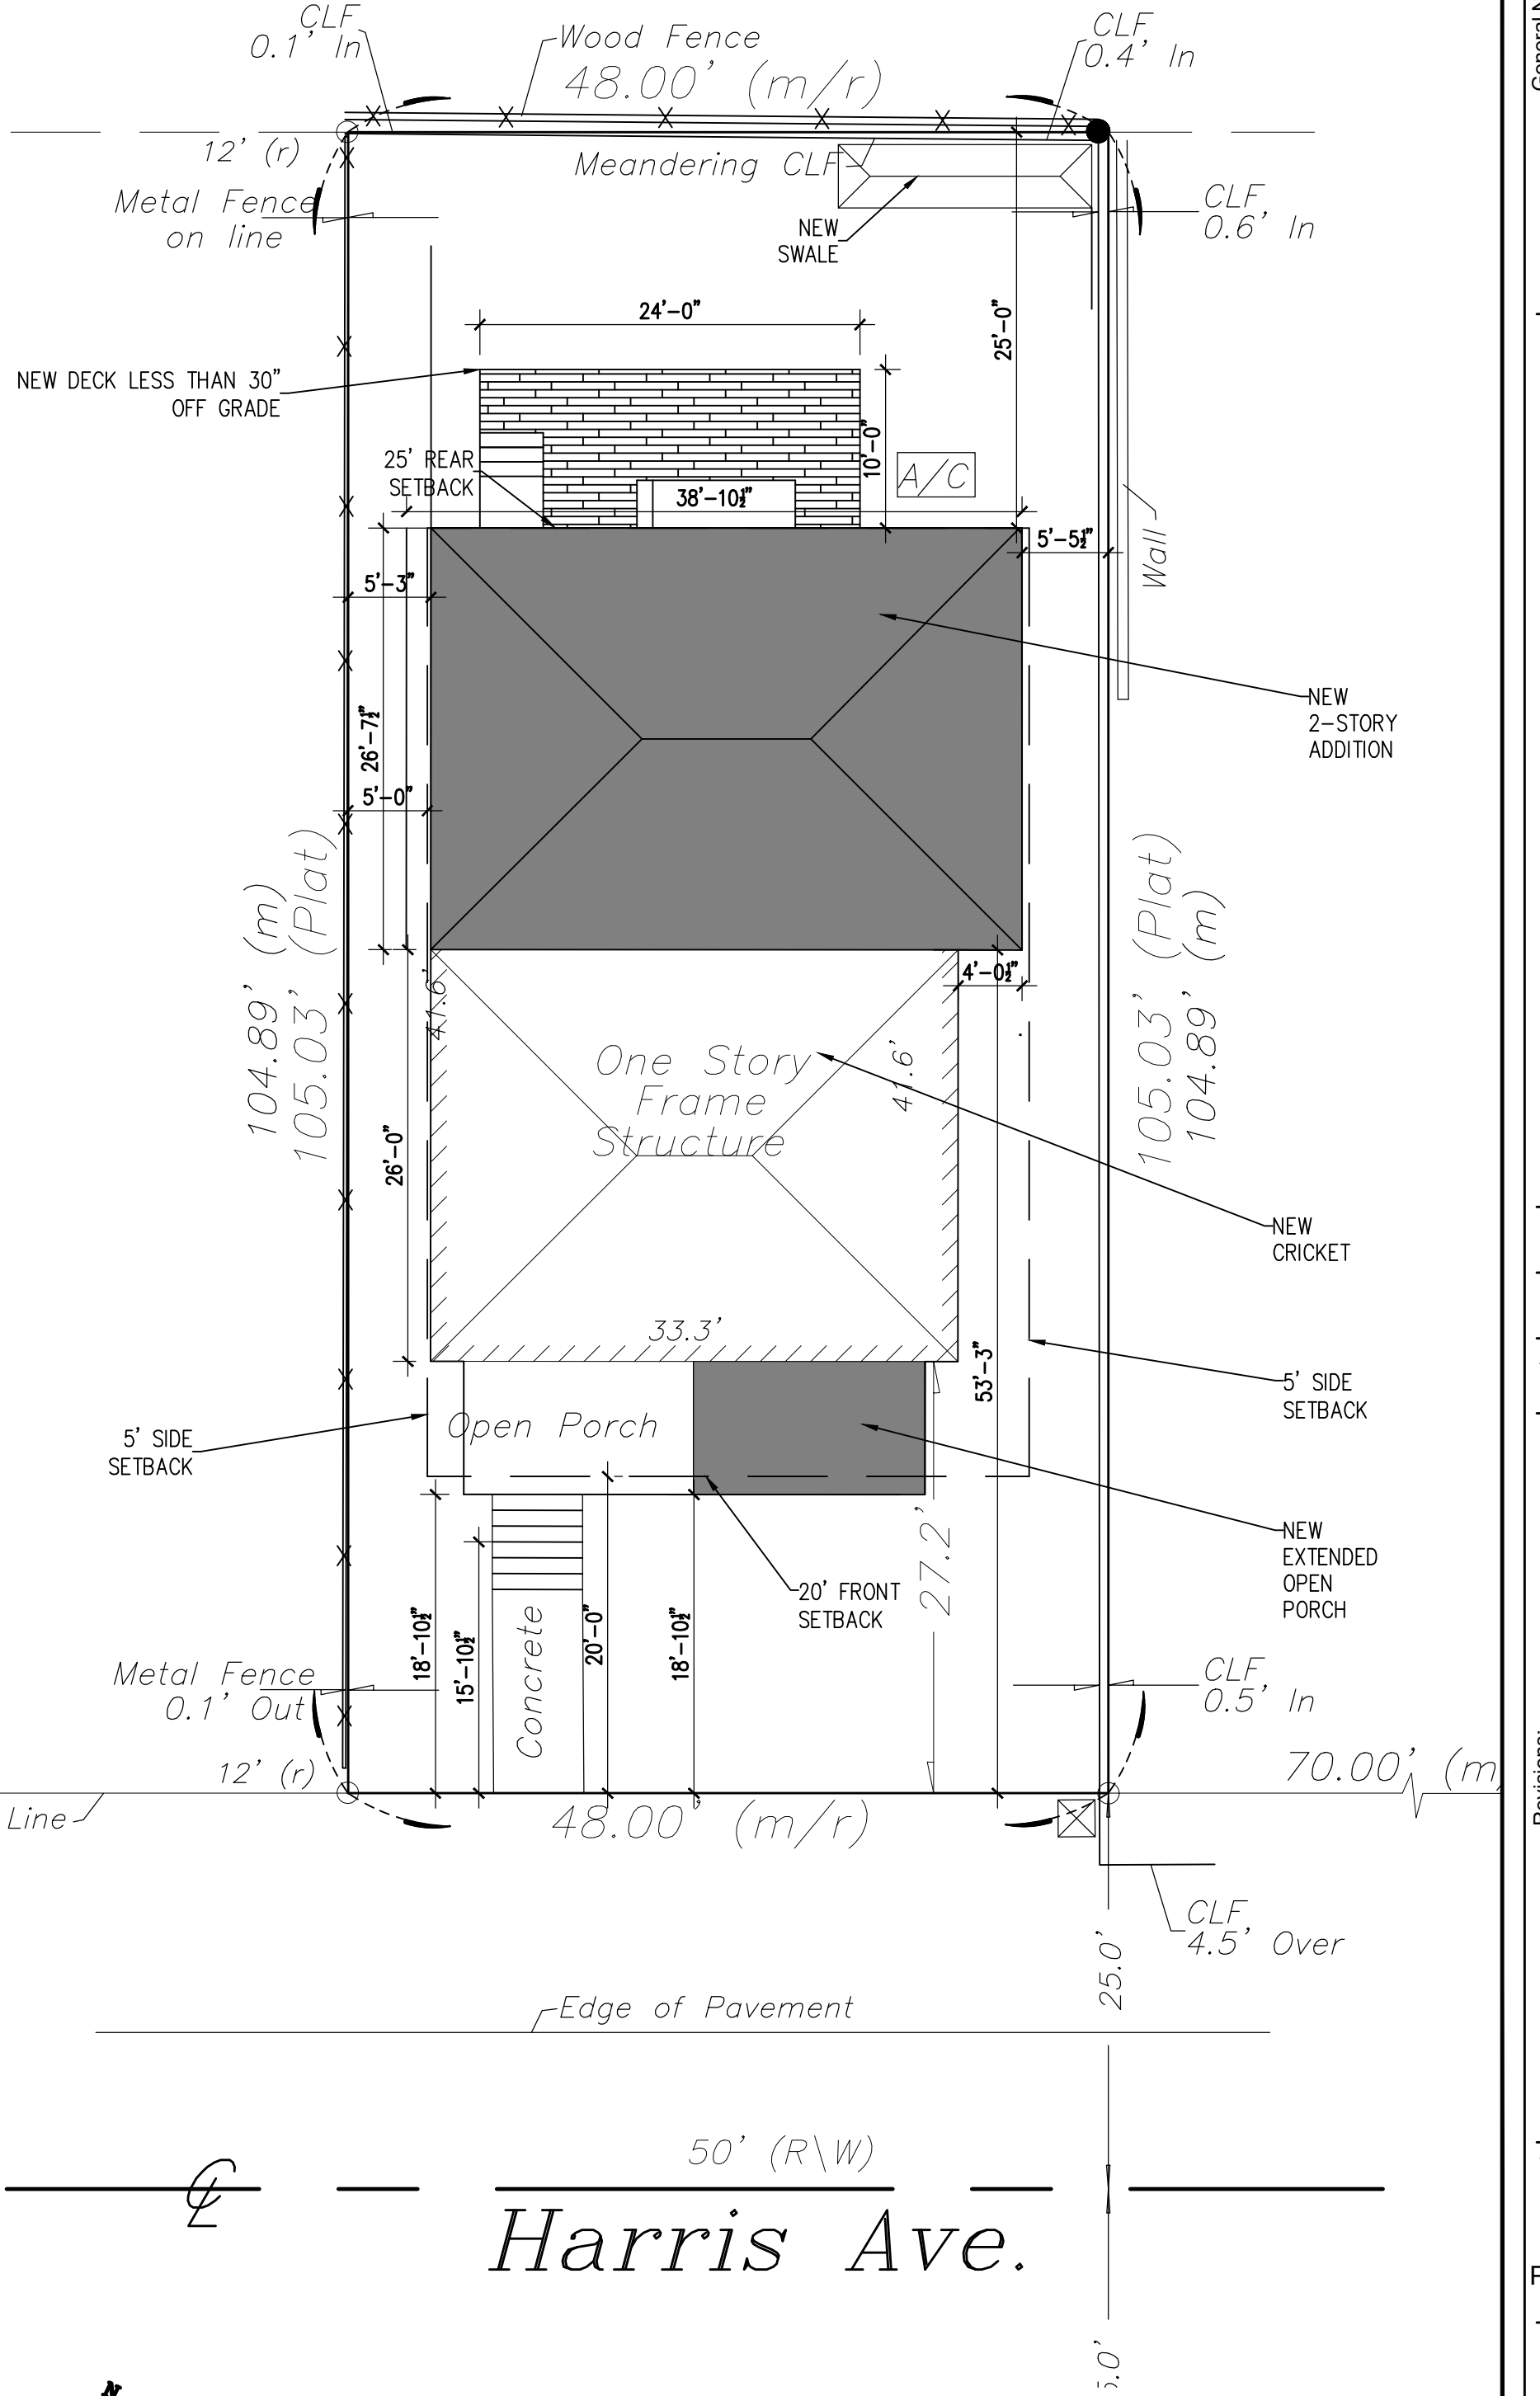 CLF
0.1' In
Wood Fence
48.00' (m/r)
CLF
0.4' In
12' (r)
Meandering CLF
Metal Fence
on line
CLF
0.6' In
NEW
SWALE
24'-0"
25'-0"
NEW DECK LESS THAN 30"
OFF GRADE
10'-0"
25' REAR
SETBACK
38'-10½"
A/C
5'-5½"
Wall
5'-3"
26'-7½"
NEW
2-STORY
ADDITION
5'-0"
104.89' (m)
105.03' (Plat)
105.03' (Plat)
104.89' (m)
41.6'
4'-0½"
One Story
Frame
Structure
41.6'
26'-0"
NEW
CRICKET
33.3'
53'-3"
5' SIDE
SETBACK
Open Porch
5' SIDE
SETBACK
NEW
EXTENDED
OPEN
PORCH
20' FRONT
SETBACK
27.2'
18'-10½"
15'-10½"
Concrete
20'-0"
18'-10½"
Metal Fence
0.1' Out
CLF
0.5' In
12' (r)
70.00' (m
Line
48.00' (m/r)
CLF
4.5' Over
25.0'
Edge of Pavement
50' (R\W)
Harris Ave.
5.0'
N
Revisions: